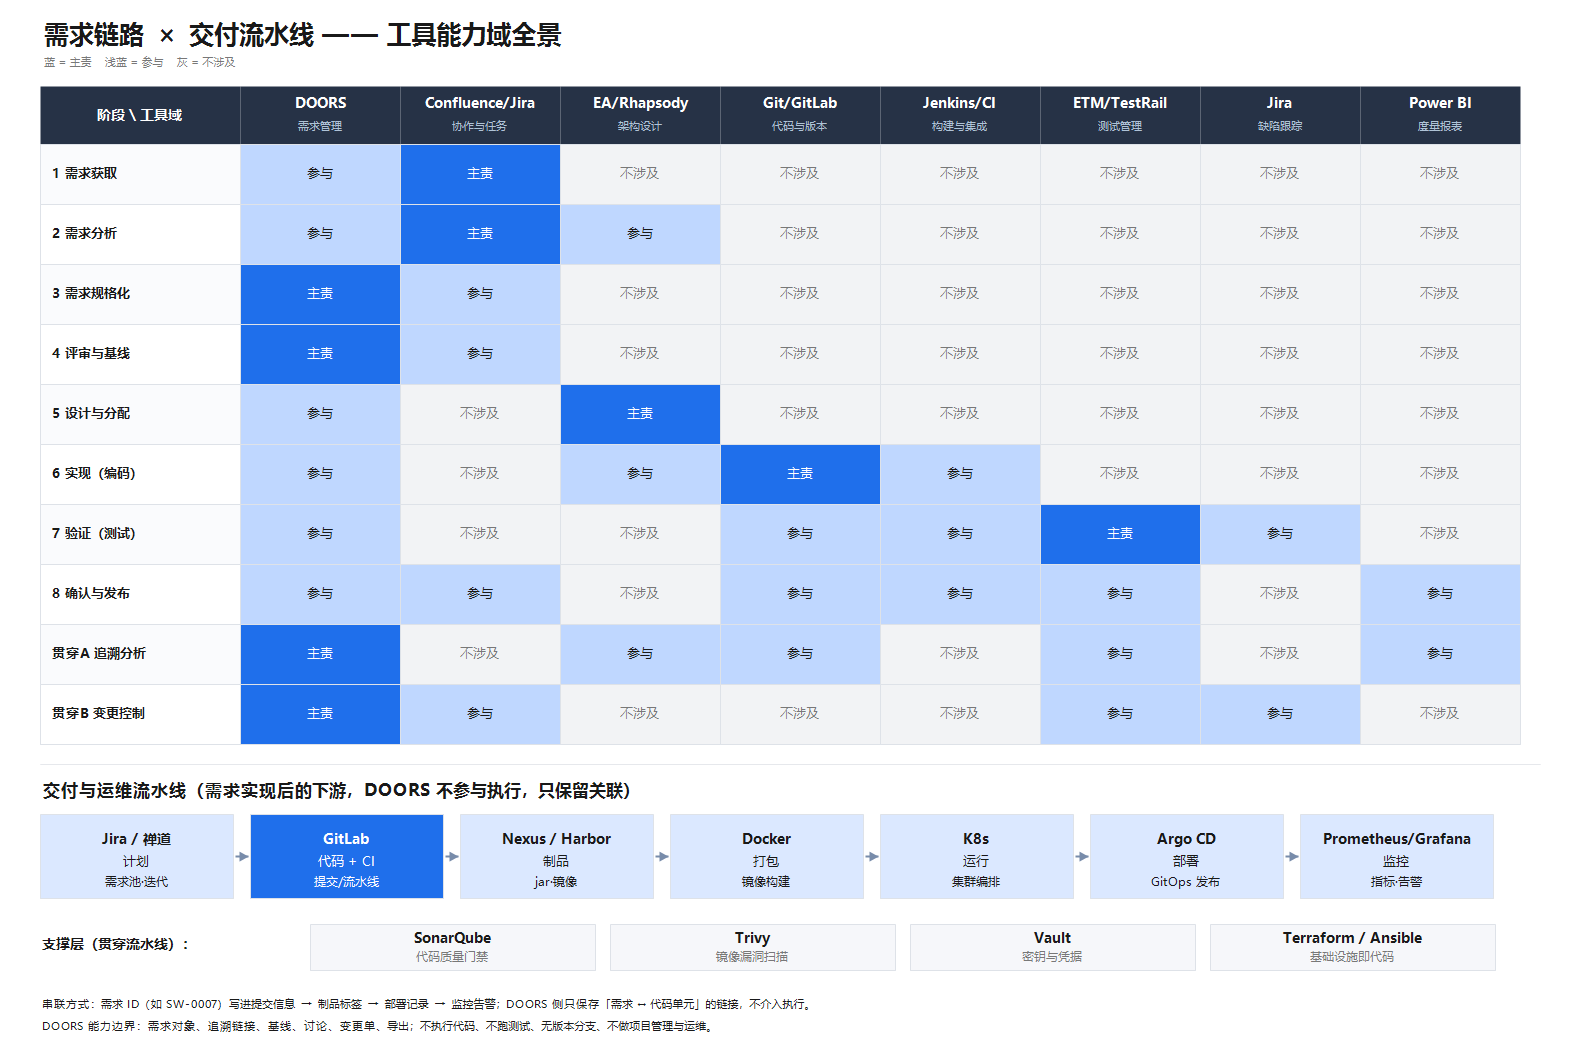 需求链路 × 交付流水线 —— 工具能力域全景
蓝 = 主责 浅蓝 = 参与 灰 = 不涉及
阶段 \ 工具域 DOORS Confluence/Jira EA/Rhapsody Git/GitLab Jenkins/CI ETM/TestRail Jira Power BI
需求管理 协作与任务 架构设计 代码与版本 构建与集成 测试管理 缺陷跟踪 度量报表
1 需求获取 参与 主责 不涉及 不涉及 不涉及 不涉及 不涉及 不涉及
2 需求分析 参与 主责 参与 不涉及 不涉及 不涉及 不涉及 不涉及
3 需求规格化 主责 参与 不涉及 不涉及 不涉及 不涉及 不涉及 不涉及
4 评审与基线 主责 参与 不涉及 不涉及 不涉及 不涉及 不涉及 不涉及
5 设计与分配 参与 不涉及 主责 不涉及 不涉及 不涉及 不涉及 不涉及
6 实现（编码） 参与 不涉及 参与 主责 参与 不涉及 不涉及 不涉及
7 验证（测试） 参与 不涉及 不涉及 参与 参与 主责 参与 不涉及
8 确认与发布 参与 参与 不涉及 参与 参与 参与 不涉及 参与
贯穿A 追溯分析 主责 不涉及 参与 参与 不涉及 参与 不涉及 参与
贯穿B 变更控制 主责 参与 不涉及 不涉及 不涉及 参与 参与 不涉及
交付与运维流水线（需求实现后的下游，DOORS 不参与执行，只保留关联）
Jira / 禅道 GitLab Nexus / Harbor Docker K8s Argo CD Prometheus/Grafana
计划 代码 + CI 制品 打包 运行 部署 监控
需求池·迭代 提交/流水线 jar·镜像 镜像构建 集群编排 GitOps 发布 指标·告警
支撑层（贯穿流水线）： SonarQube Trivy Vault Terraform / Ansible
代码质量门禁 镜像漏洞扫描 密钥与凭据 基础设施即代码
串联方式：需求 ID（如 SW-0007）写进提交信息 → 制品标签 → 部署记录 → 监控告警；DOORS 侧只保存「需求 ↔ 代码单元」的链接，不介入执行。
DOORS 能力边界：需求对象、追溯链接、基线、讨论、变更单、导出；不执行代码、不跑测试、无版本分支、不做项目管理与运维。